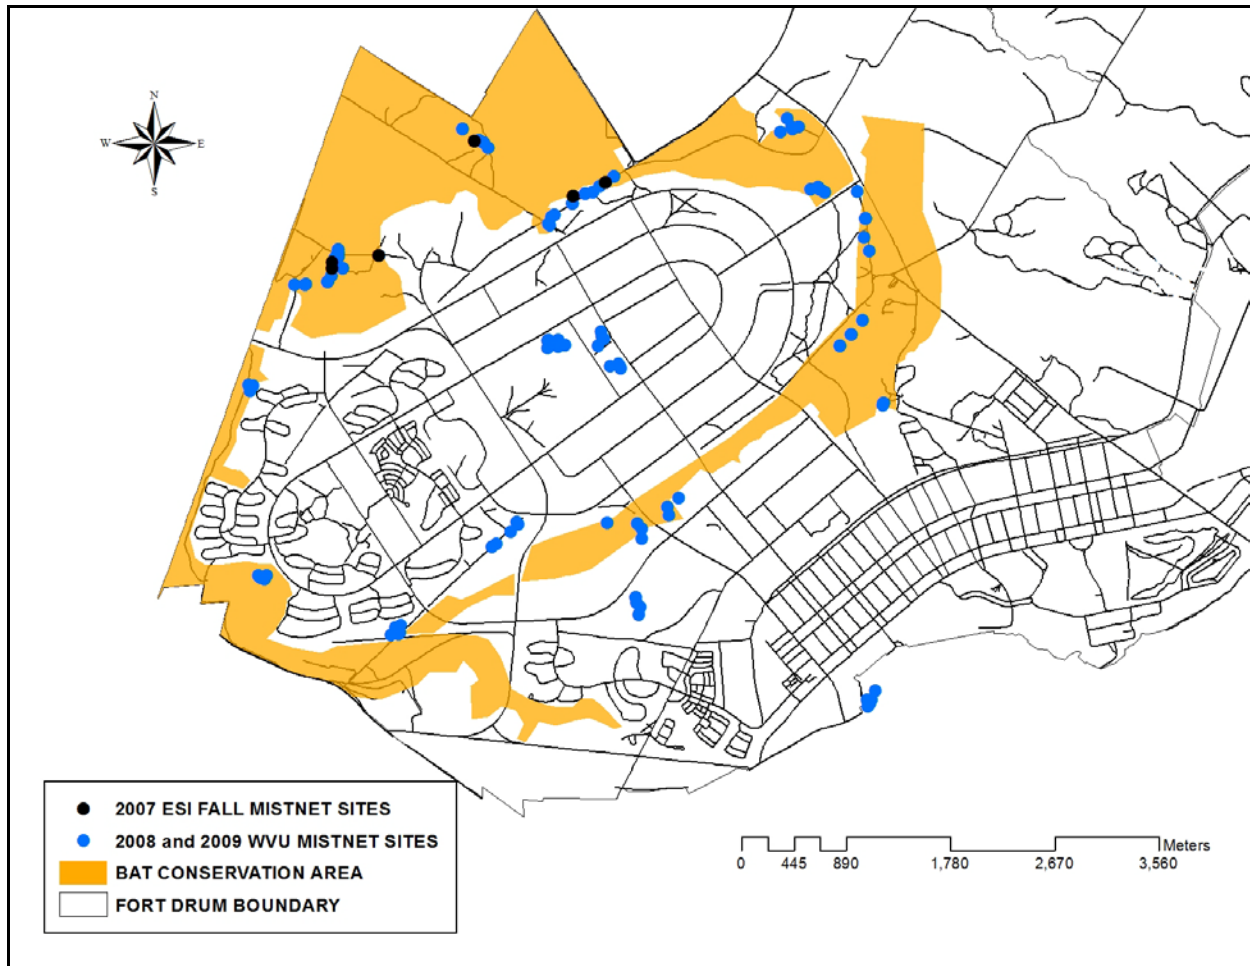 N
W E
S
2007 ESI FALL MISTNET SITES
2008 and 2009 WVU MISTNET SITES
BAT CONSERVATION AREA
FORT DRUM BOUNDARY
Meters
0 445 890 1,780 2,670 3,560